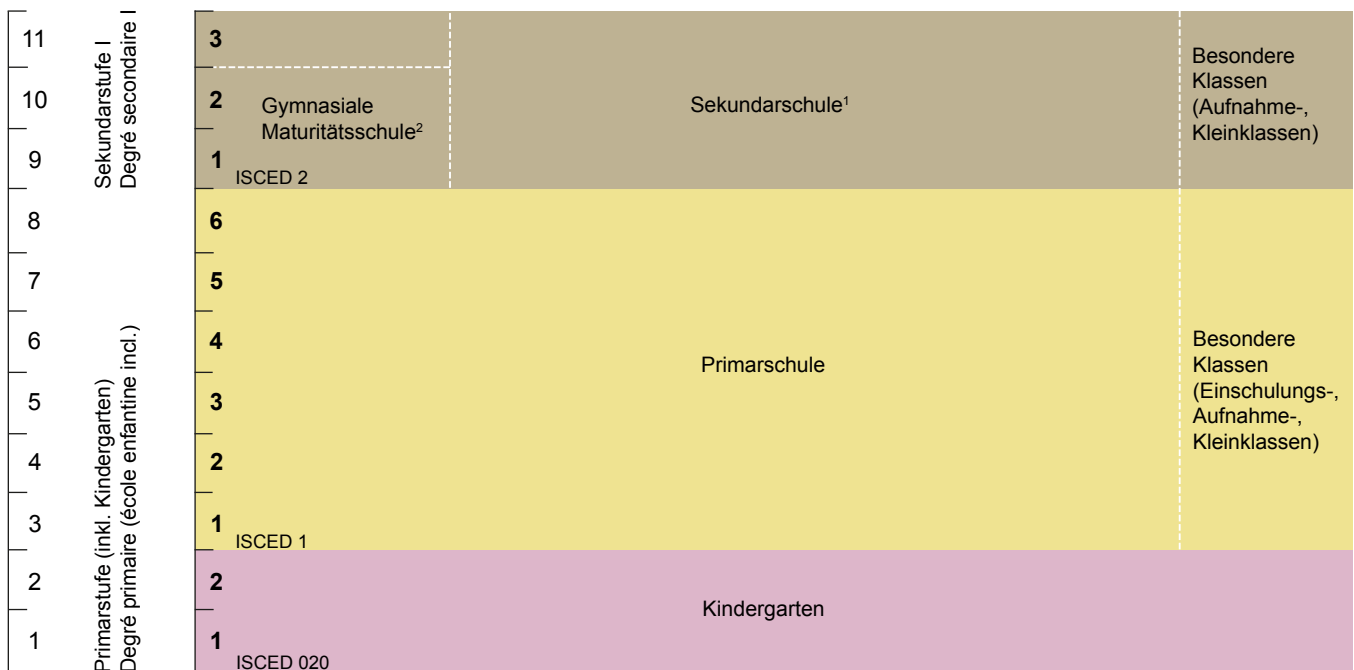 11
10
9
8
7
6
5
4
3
2
1
Sekundarstufe I
Degré secondaire I
Primarstufe (inkl. Kindergarten)
Degré primaire (école enfantine incl.)
3
2
1
ISCED 2
Gymnasiale
Maturitätsschule²
Sekundarschule¹
Besondere
Klassen
(Aufnahme-,
Kleinklassen)
6
5
4
3
2
1
ISCED 1
Primarschule
Besondere
Klassen
(Einschulungs-,
Aufnahme-,
Kleinklassen)
2
1
ISCED 020
Kindergarten